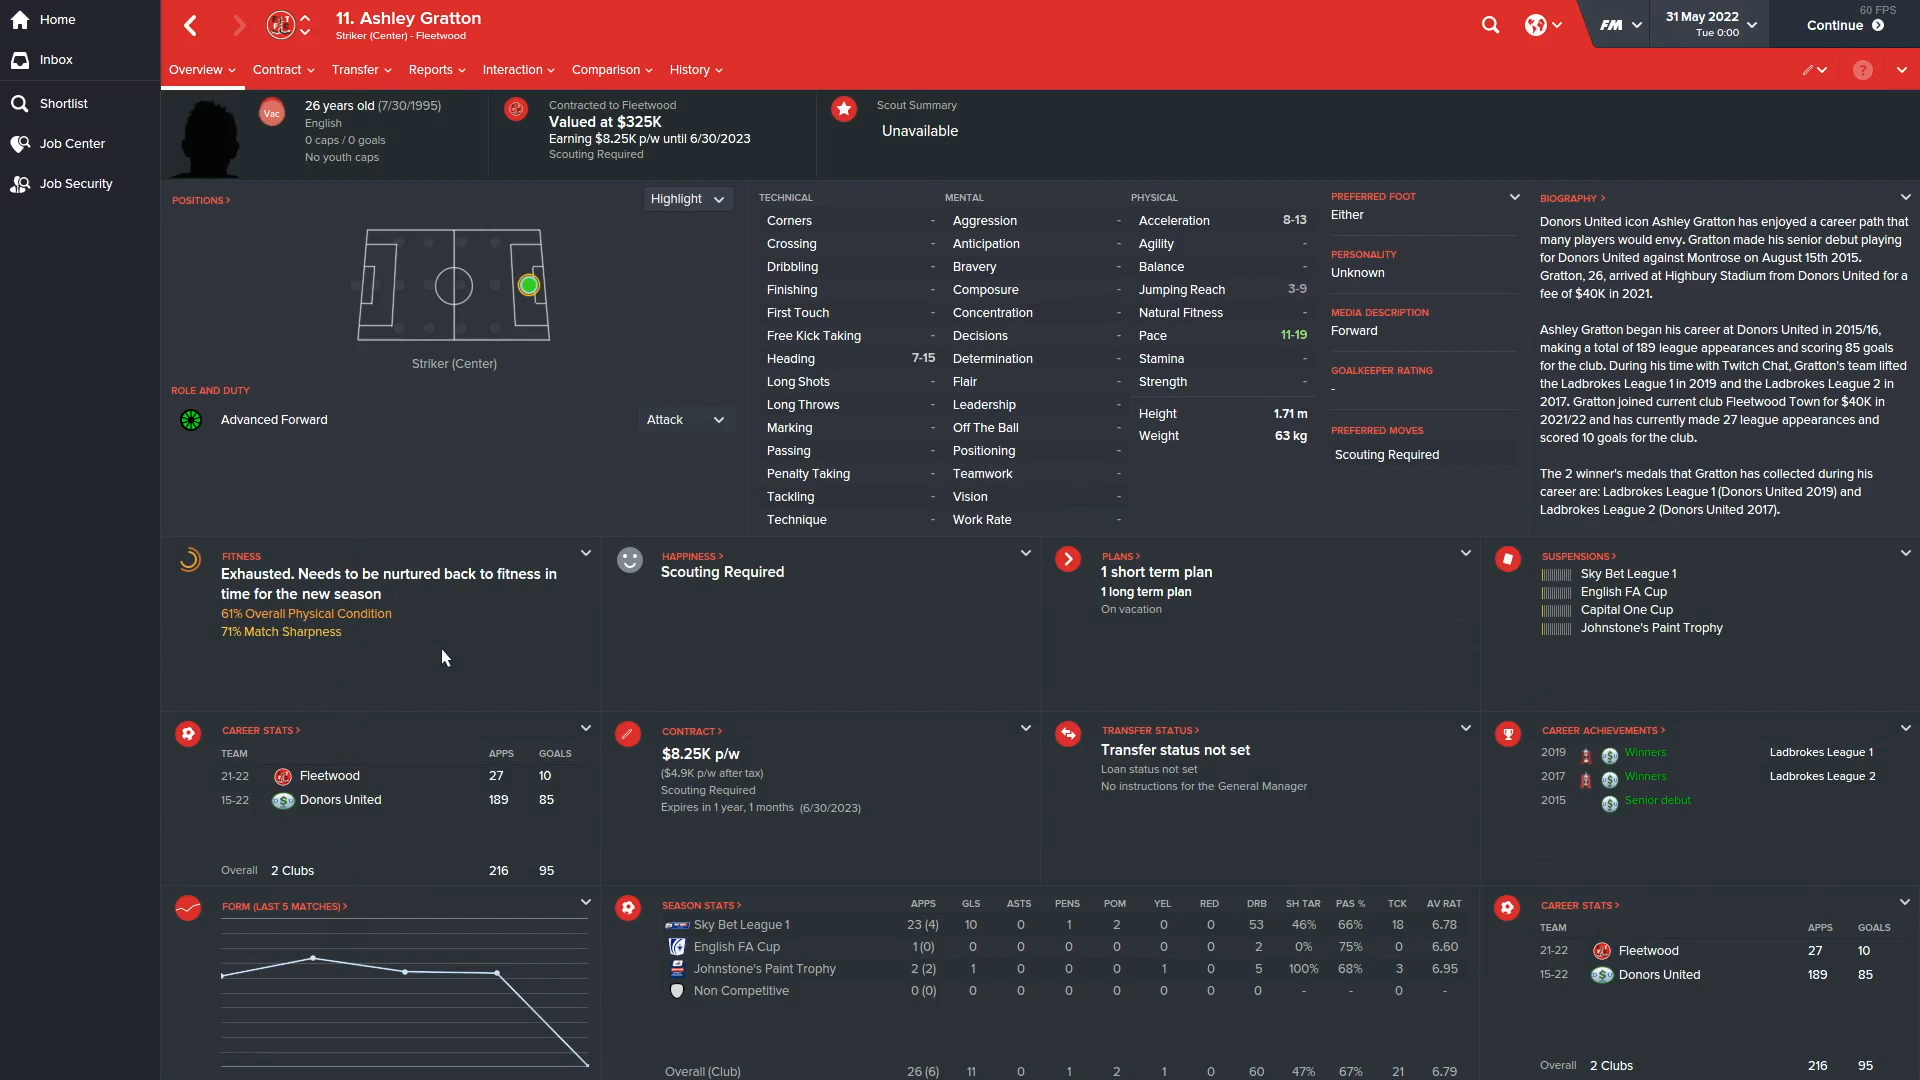 Home
Inbox
Shortlist
Job Center
Job Security
11. Ashley Gratton
Striker (Center) - Fleetwood
FM
31 May 2022
Tue 0:00
60 FPS
Continue
Overview
Contract
Transfer
Reports
Interaction
Comparison
History
?
Vac
26 years old (7/30/1995)
English
0 caps / 0 goals
No youth caps
Contracted to Fleetwood
Valued at $325K
Earning $8.25K p/w until 6/30/2023
Scouting Required
Scout Summary
Unavailable
POSITIONS >
Highlight
Striker (Center)
ROLE AND DUTY
Advanced Forward
Attack
TECHNICAL
Corners -
Crossing -
Dribbling -
Finishing -
First Touch -
Free Kick Taking -
Heading 7-15
Long Shots -
Long Throws -
Marking -
Passing -
Penalty Taking -
Tackling -
Technique -
MENTAL
Aggression -
Anticipation -
Bravery -
Composure -
Concentration -
Decisions -
Determination -
Flair -
Leadership -
Off The Ball -
Positioning -
Teamwork -
Vision -
Work Rate -
PHYSICAL
Acceleration 8-13
Agility -
Balance -
Jumping Reach 3-9
Natural Fitness -
Pace 11-19
Stamina -
Strength -
Height 1.71 m
Weight 63 kg
PREFERRED FOOT
Either
PERSONALITY
Unknown
MEDIA DESCRIPTION
Forward
GOALKEEPER RATING
-
PREFERRED MOVES
Scouting Required
BIOGRAPHY >
Donors United icon Ashley Gratton has enjoyed a career path that
many players would envy. Gratton made his senior debut playing
for Donors United against Montrose on August 15th 2015.
Gratton, 26, arrived at Highbury Stadium from Donors United for a
fee of $40K in 2021.
Ashley Gratton began his career at Donors United in 2015/16,
making a total of 189 league appearances and scoring 85 goals
for the club. During his time with Twitch Chat, Gratton's team lifted
the Ladbrokes League 1 in 2019 and the Ladbrokes League 2 in
2017. Gratton joined current club Fleetwood Town for $40K in
2021/22 and has currently made 27 league appearances and
scored 10 goals for the club.
The 2 winner's medals that Gratton has collected during his
career are: Ladbrokes League 1 (Donors United 2019) and
Ladbrokes League 2 (Donors United 2017).
FITNESS
Exhausted. Needs to be nurtured back to fitness in
time for the new season
61% Overall Physical Condition
71% Match Sharpness
HAPPINESS >
Scouting Required
PLANS >
1 short term plan
1 long term plan
On vacation
SUSPENSIONS >
Sky Bet League 1
English FA Cup
Capital One Cup
Johnstone's Paint Trophy
CAREER STATS >
TEAM APPS GOALS
21-22 Fleetwood 27 10
15-22 Donors United 189 85
Overall 2 Clubs 216 95
CONTRACT >
$8.25K p/w
($4.9K p/w after tax)
Scouting Required
Expires in 1 year, 1 months (6/30/2023)
TRANSFER STATUS >
Transfer status not set
Loan status not set
No instructions for the General Manager
CAREER ACHIEVEMENTS >
2019 Winners Ladbrokes League 1
2017 Winners Ladbrokes League 2
2015 Senior debut
FORM (LAST 5 MATCHES) >
SEASON STATS > APPS GLS ASTS PENS POM YEL RED DRB SH TAR PAS % TCK AV RAT
Sky Bet League 1 23 (4) 10 0 1 2 0 0 53 46% 66% 18 6.78
English FA Cup 1 (0) 0 0 0 0 0 0 2 0% 75% 0 6.60
Johnstone's Paint Trophy 2 (2) 1 0 0 0 1 0 5 100% 68% 3 6.95
Non Competitive 0 (0) 0 0 0 0 0 0 0 - - 0 -
Overall (Club) 26 (6) 11 0 1 2 1 0 60 47% 67% 21 6.79
CAREER STATS >
TEAM APPS GOALS
21-22 Fleetwood 27 10
15-22 Donors United 189 85
Overall 2 Clubs 216 95